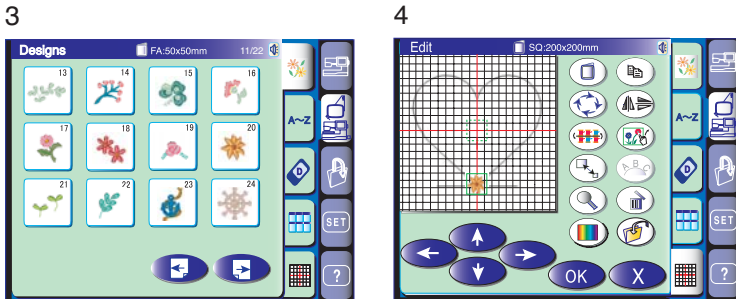 3
Designs FA:50x50mm 11/22
13 14 15 16
17 18 19 20
21 22 23 24
A~Z
D
SET
?
4
Edit SQ:200x200mm
A~Z
B
D
SET
OK X
?